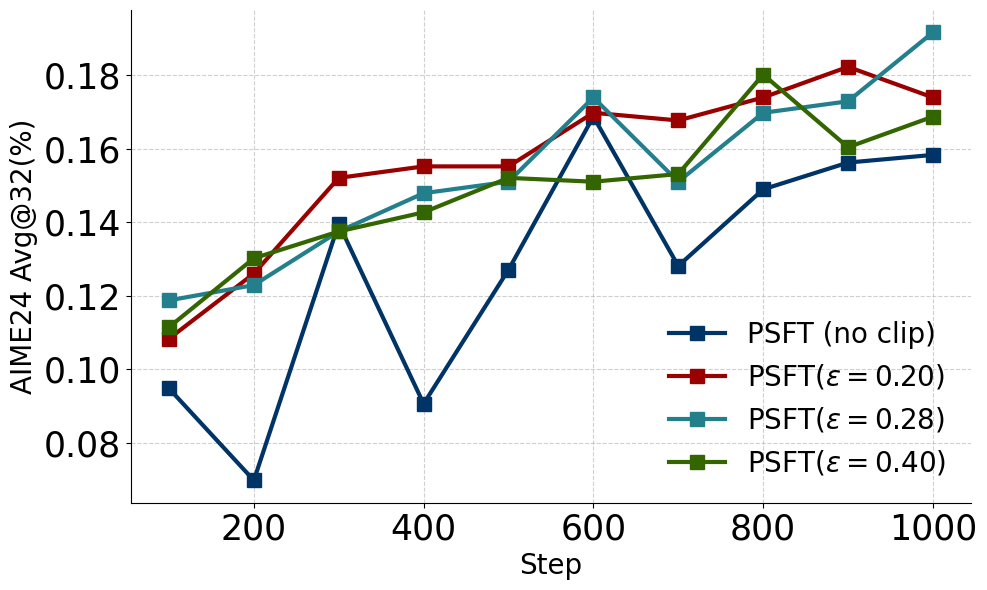 AIME24 Avg@32(%)
0.18
0.16
0.14
0.12
0.10
0.08
200 400 600 800 1000
Step
PSFT (no clip)
PSFT(ε = 0.20)
PSFT(ε = 0.28)
PSFT(ε = 0.40)